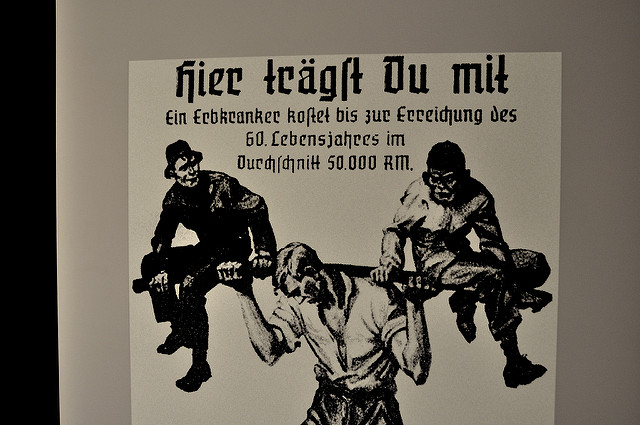 Hier trägst Du mit
Ein Erbkranker kostet bis zur Erreichung des
60. Lebensjahres im
Durchschnitt 50.000 RM.